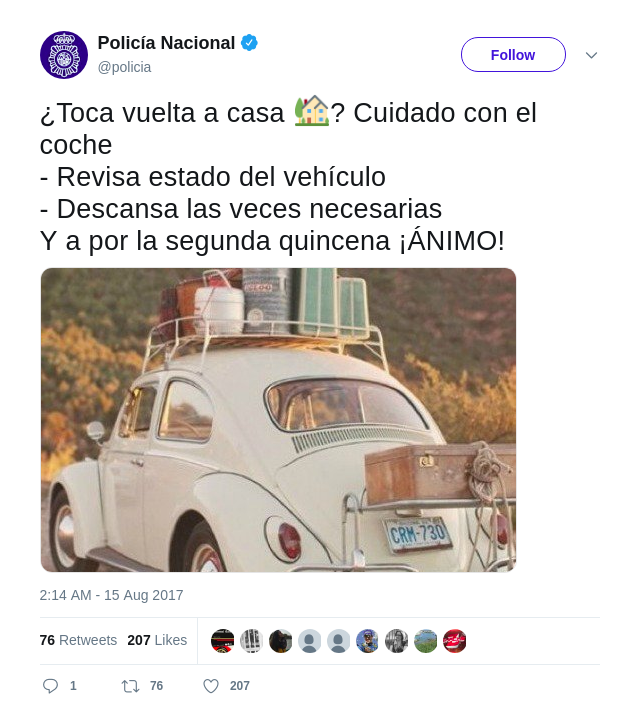 Policía Nacional
@policia
Follow
¿Toca vuelta a casa 🏡? Cuidado con el
coche
- Revisa estado del vehículo
- Descansa las veces necesarias
Y a por la segunda quincena ¡ÁNIMO!
CRM-730
2:14 AM - 15 Aug 2017
76 Retweets 207 Likes
1 76 207